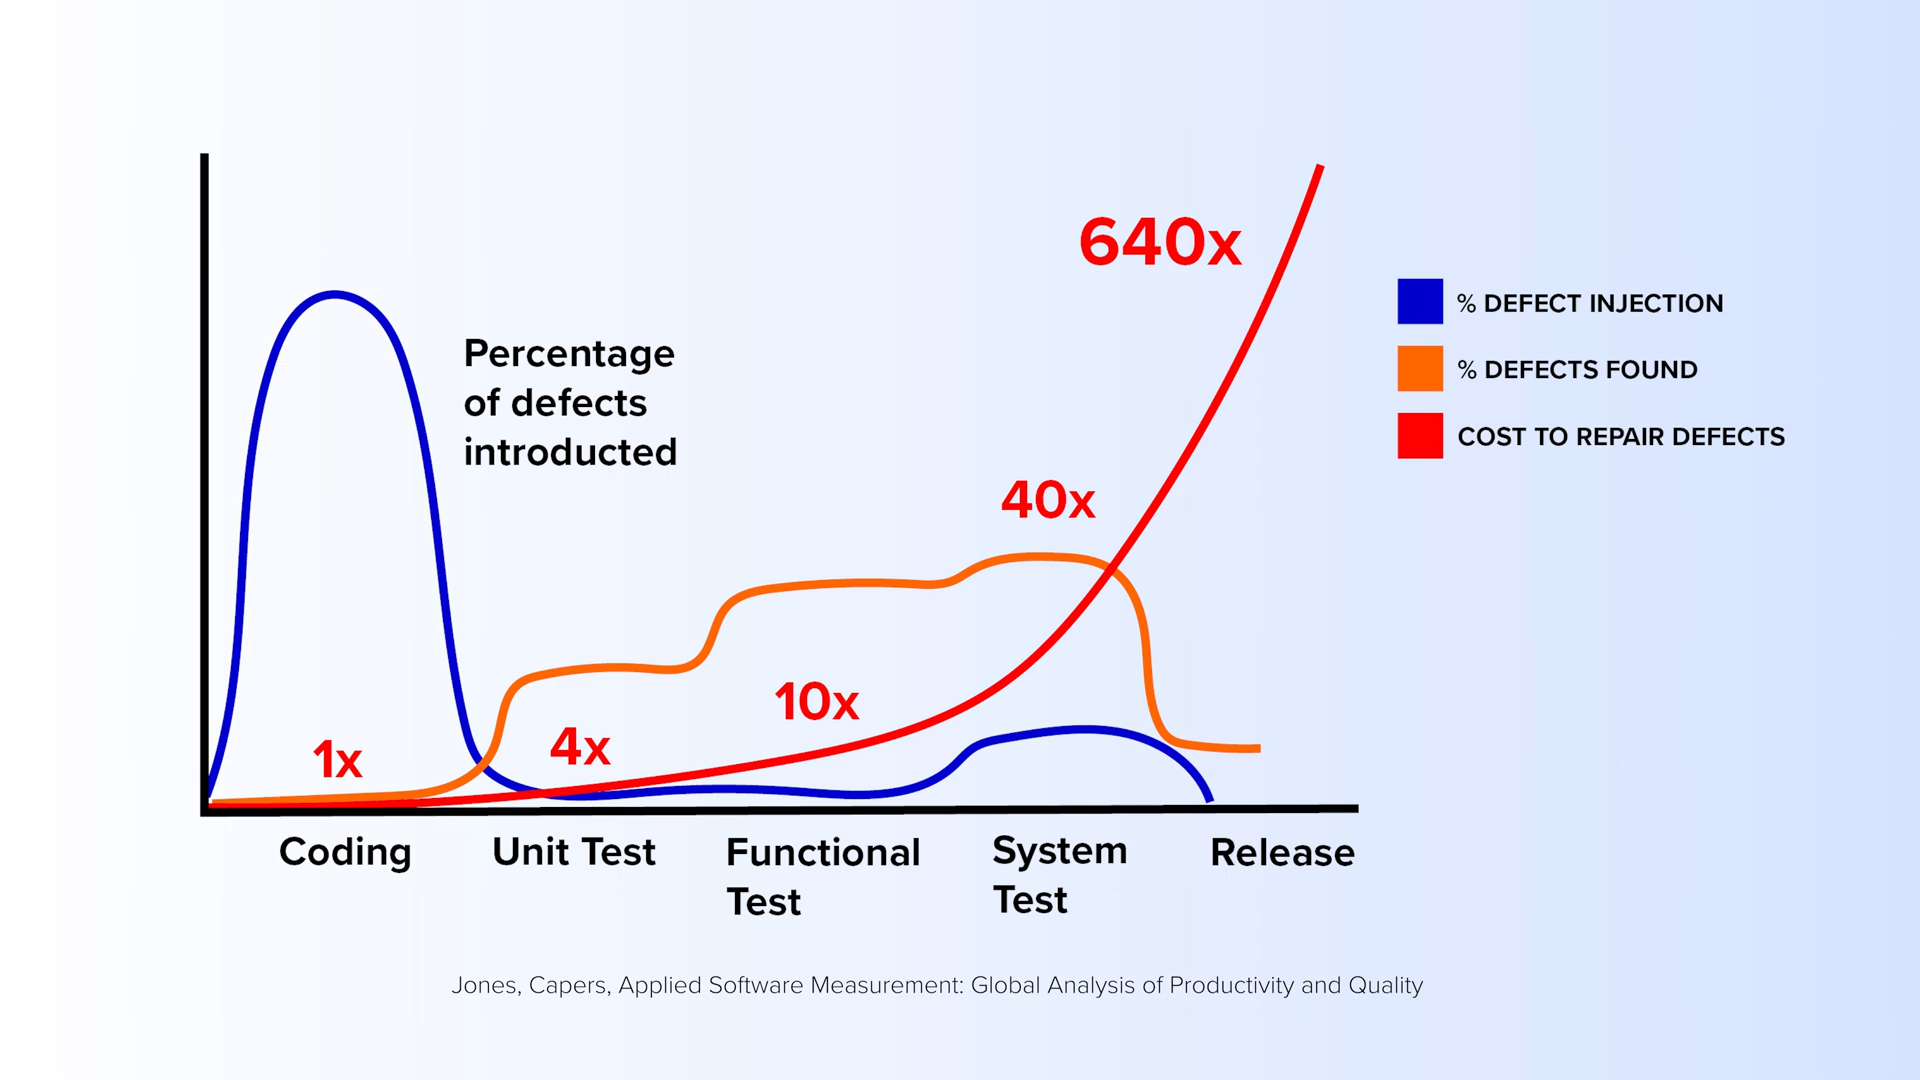 640x
% DEFECT INJECTION
Percentage
of defects
introducted
% DEFECTS FOUND
COST TO REPAIR DEFECTS
40x
10x
4x
1x
Coding
Unit Test
Functional
Test
System
Test
Release
Jones, Capers, Applied Software Measurement: Global Analysis of Productivity and Quality